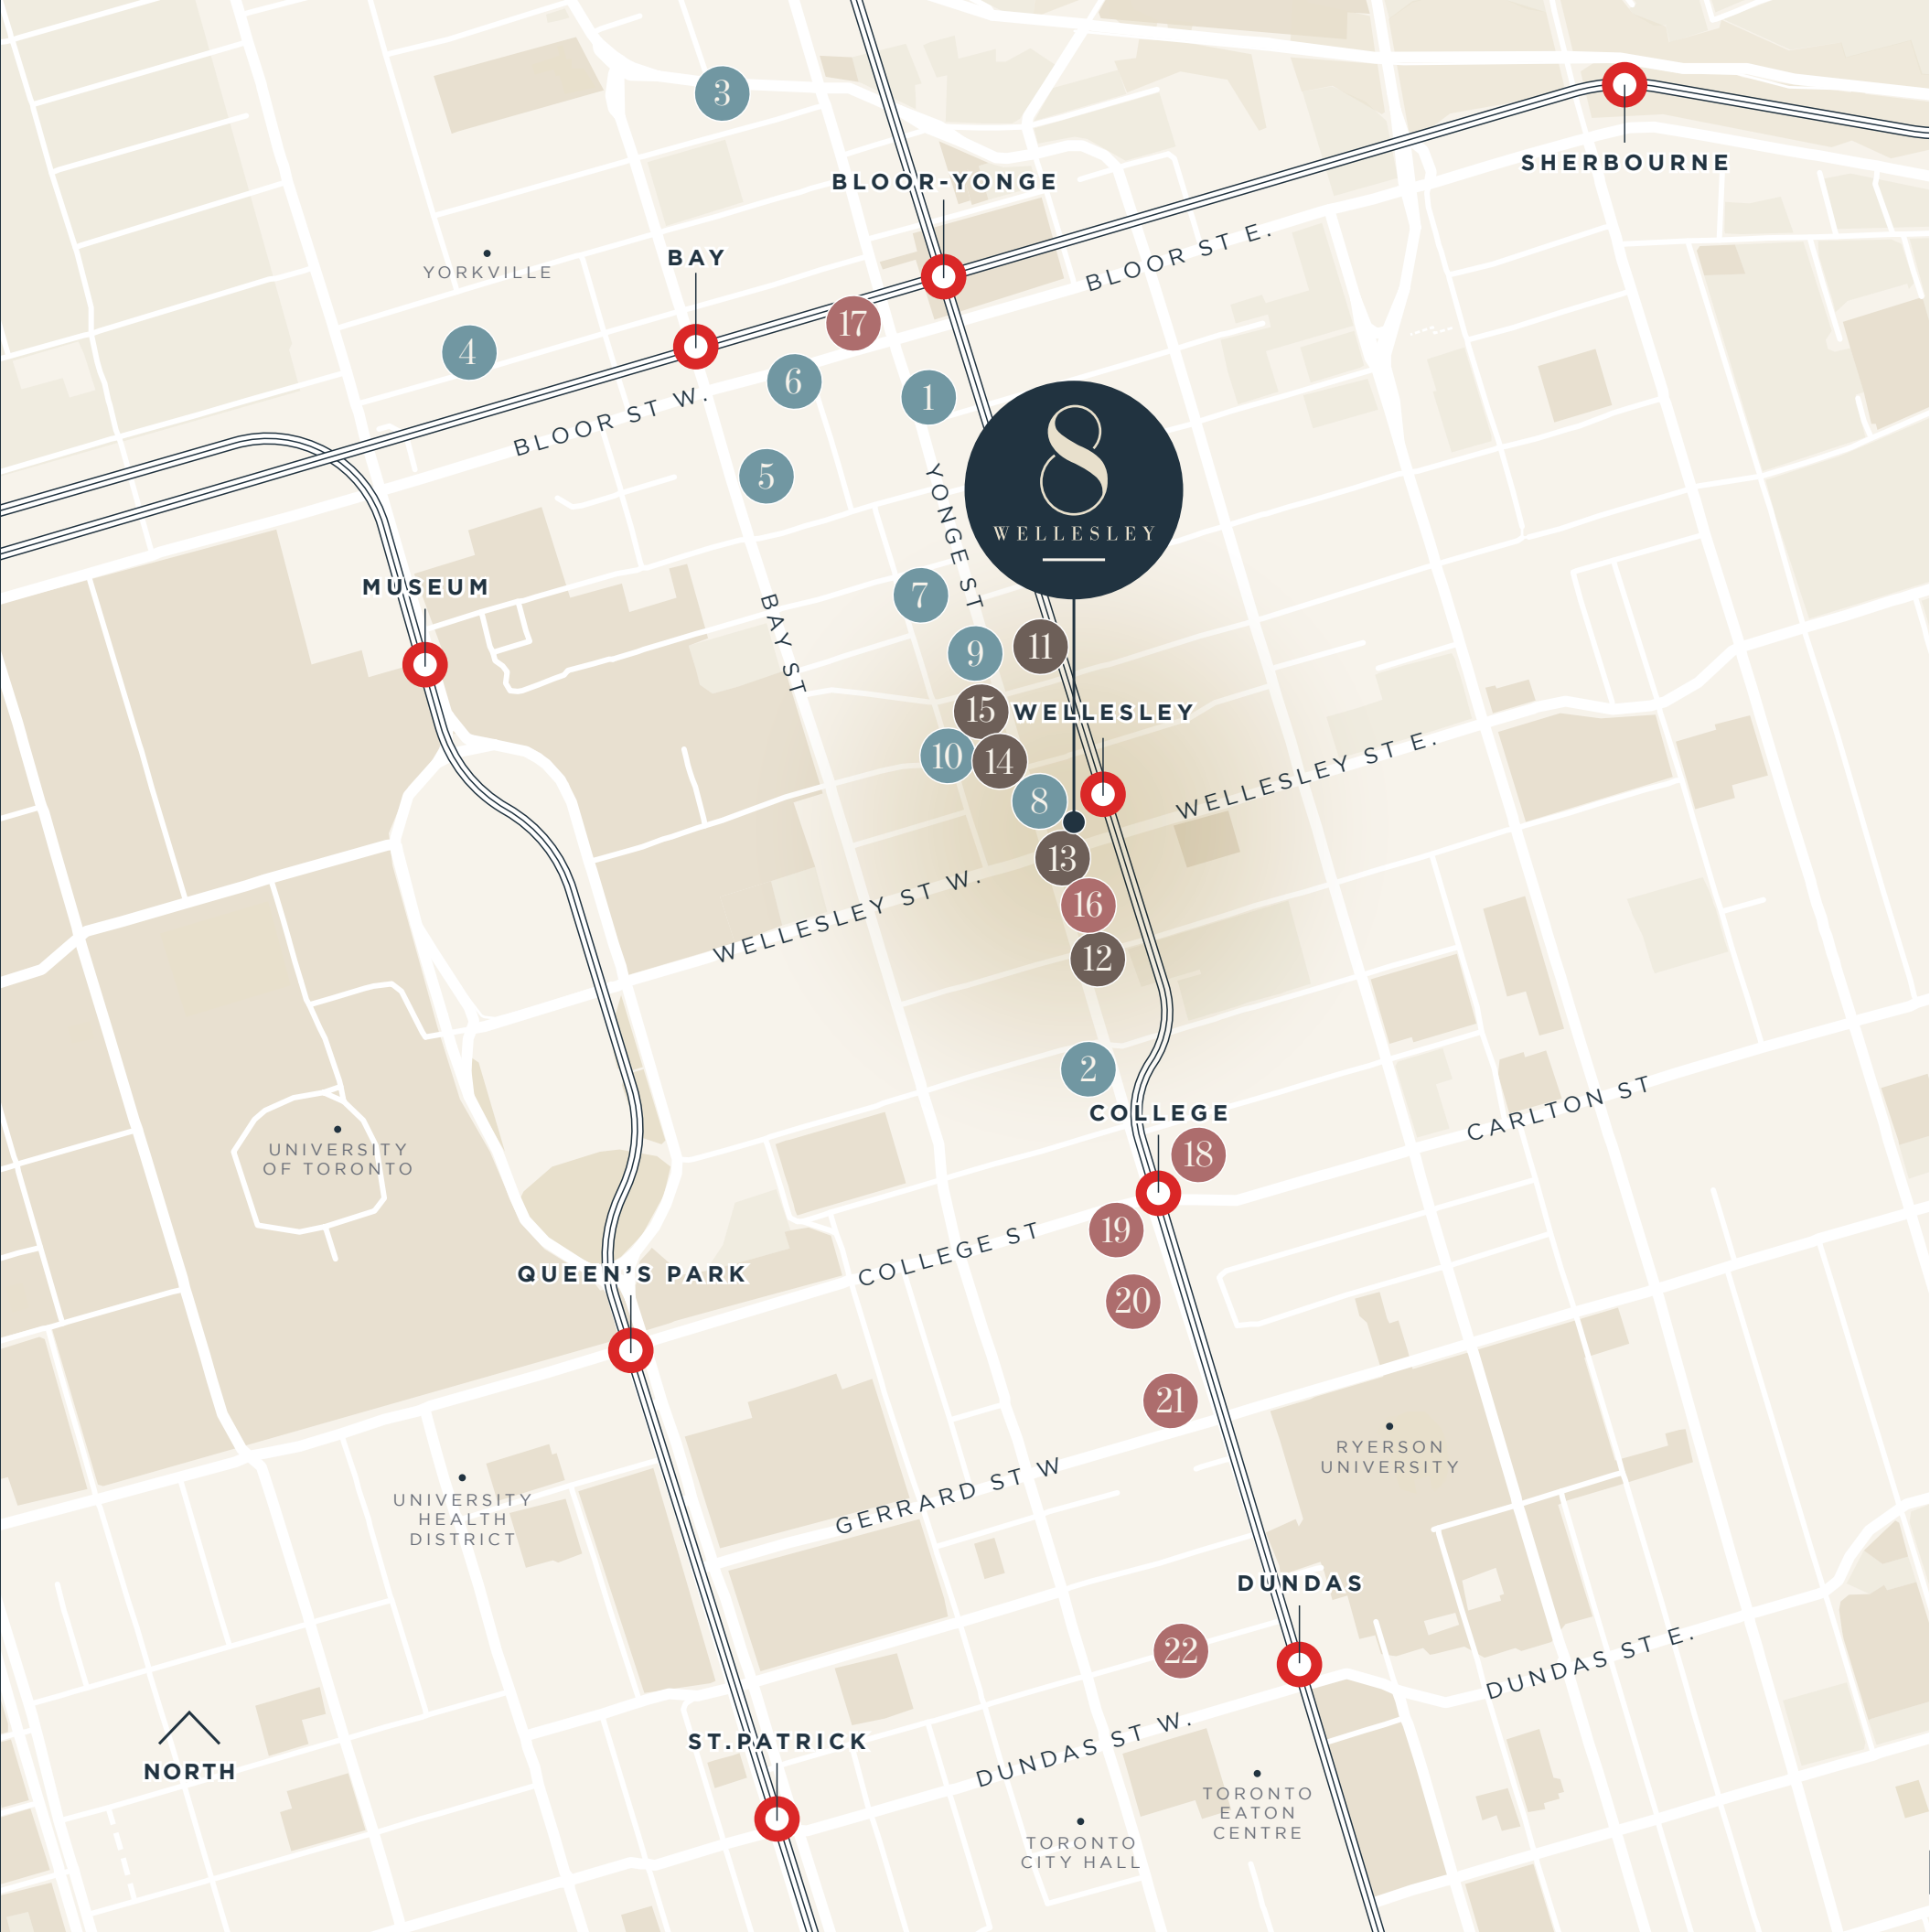 3
BLOOR-YONGE
SHERBOURNE
YORKVILLE
BAY
BLOOR ST E.
17
4
6
1
BLOOR ST W.
8
WELLESLEY
5
YONGE ST
MUSEUM
7
BAY ST
9
11
15
WELLESLEY
10
14
8
WELLESLEY ST E.
13
16
WELLESLEY ST W.
12
2
COLLEGE
CARLTON ST
UNIVERSITY
OF TORONTO
18
19
COLLEGE ST
QUEEN'S PARK
20
21
RYERSON
UNIVERSITY
GERRARD ST W
UNIVERSITY
HEALTH
DISTRICT
DUNDAS
22
DUNDAS ST E.
ST.PATRICK
DUNDAS ST W.
NORTH
TORONTO
EATON
CENTRE
TORONTO
CITY HALL